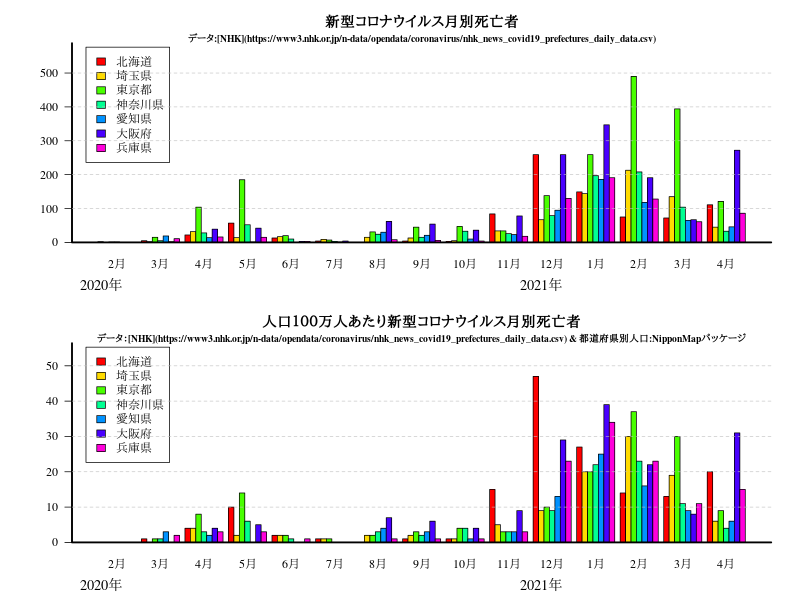 新型コロナウイルス月別死亡者
データ:[NHK](https://www3.nhk.or.jp/n-data/opendata/coronavirus/nhk_news_covid19_prefectures_daily_data.csv)
北海道
埼玉県
東京都
神奈川県
愛知県
大阪府
兵庫県
500
400
300
200
100
0
2月 3月 4月 5月 6月 7月 8月 9月 10月 11月 12月 1月 2月 3月 4月
2020年 2021年
人口100万人あたり新型コロナウイルス月別死亡者
データ:[NHK](https://www3.nhk.or.jp/n-data/opendata/coronavirus/nhk_news_covid19_prefectures_daily_data.csv) & 都道府県別人口:NipponMapパッケージ
北海道
埼玉県
東京都
神奈川県
愛知県
大阪府
兵庫県
50
40
30
20
10
0
2月 3月 4月 5月 6月 7月 8月 9月 10月 11月 12月 1月 2月 3月 4月
2020年 2021年